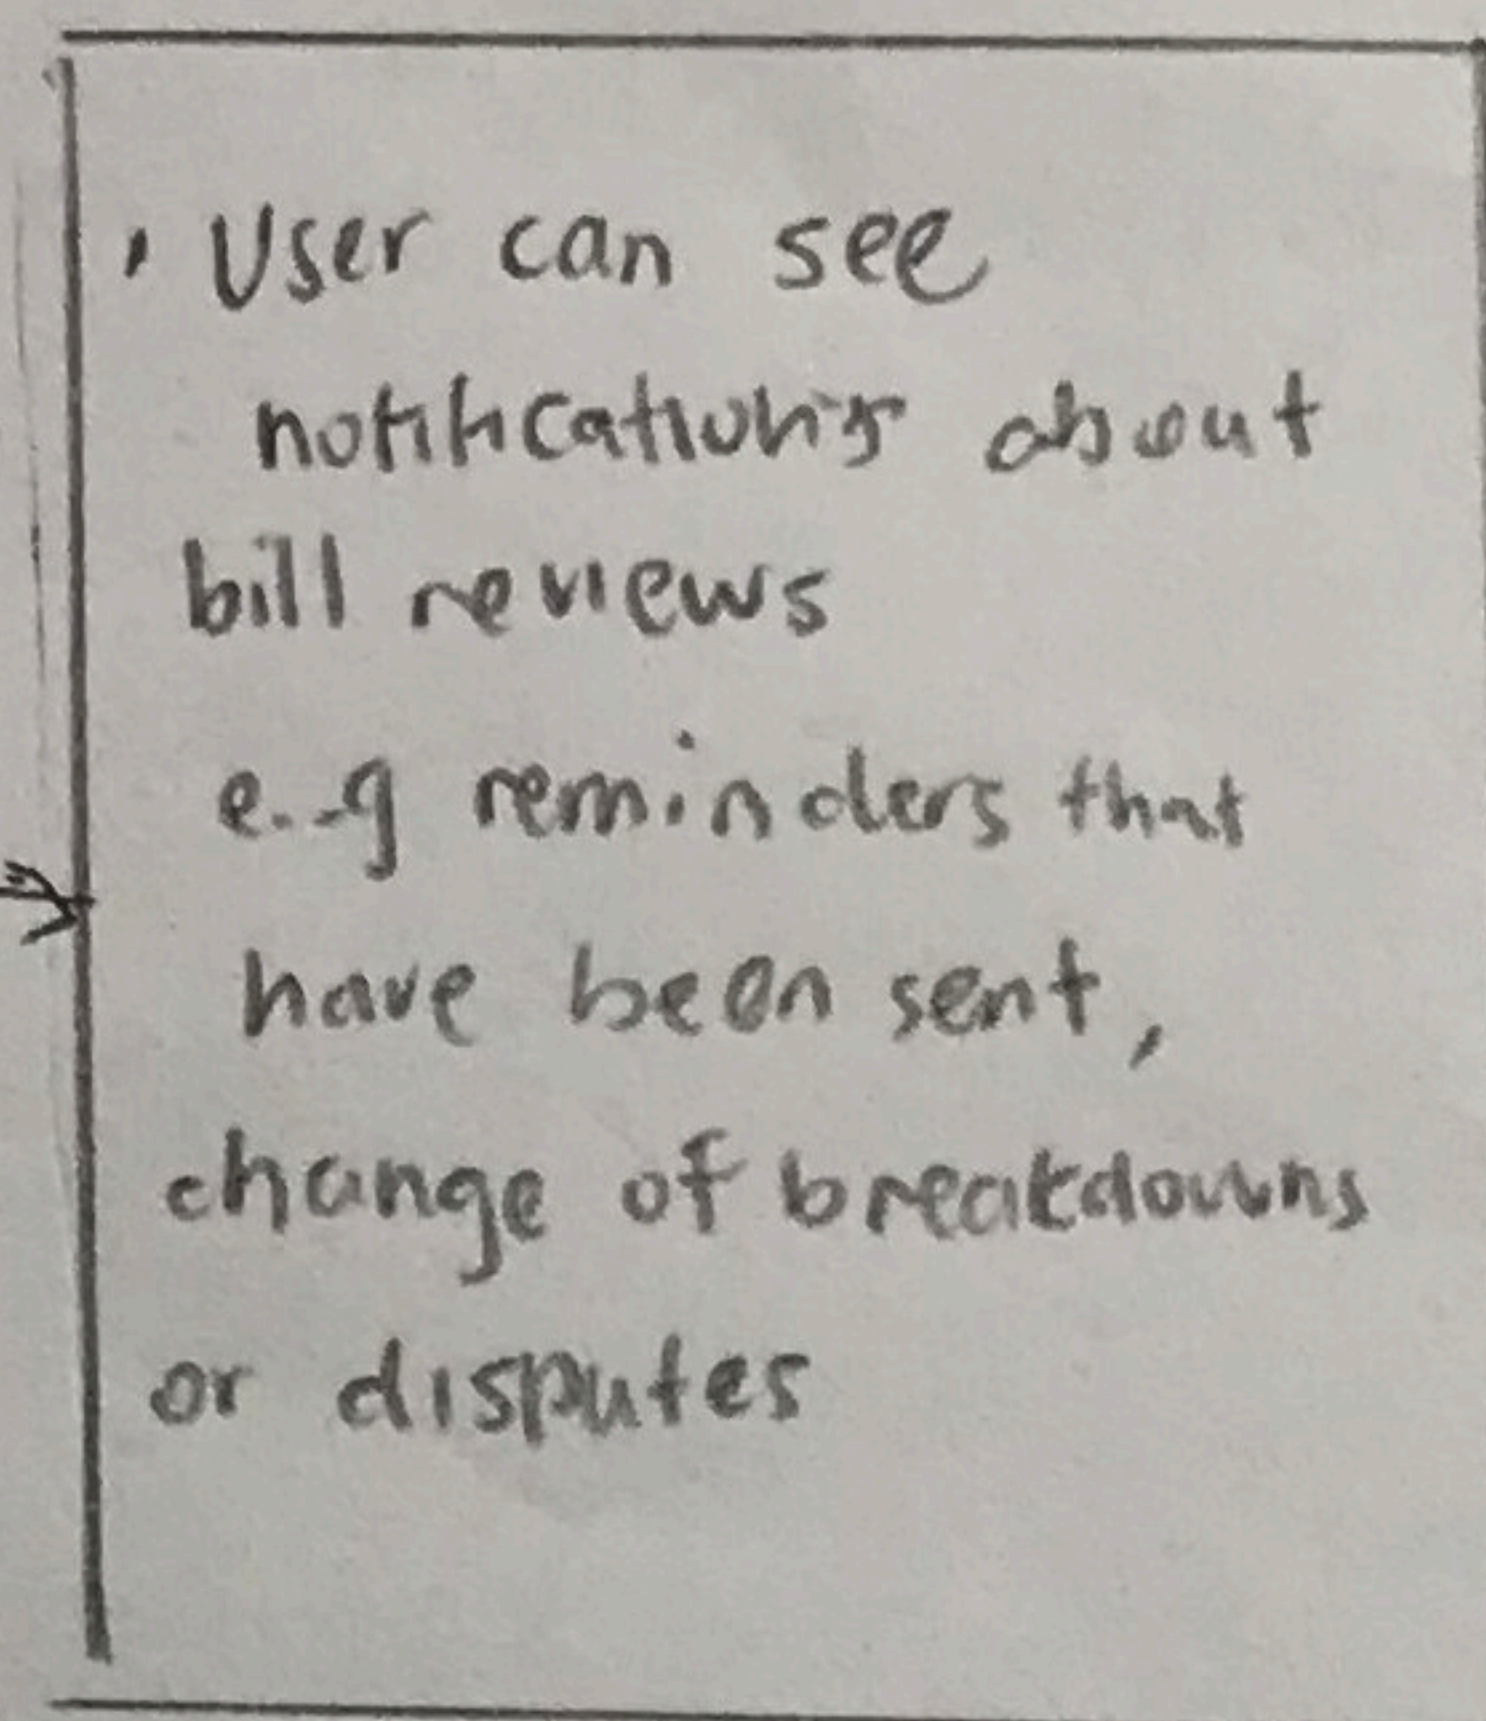 • User can see
notifications about
bill reviews
e.g reminders that
have been sent,
change of breakdowns
or disputes